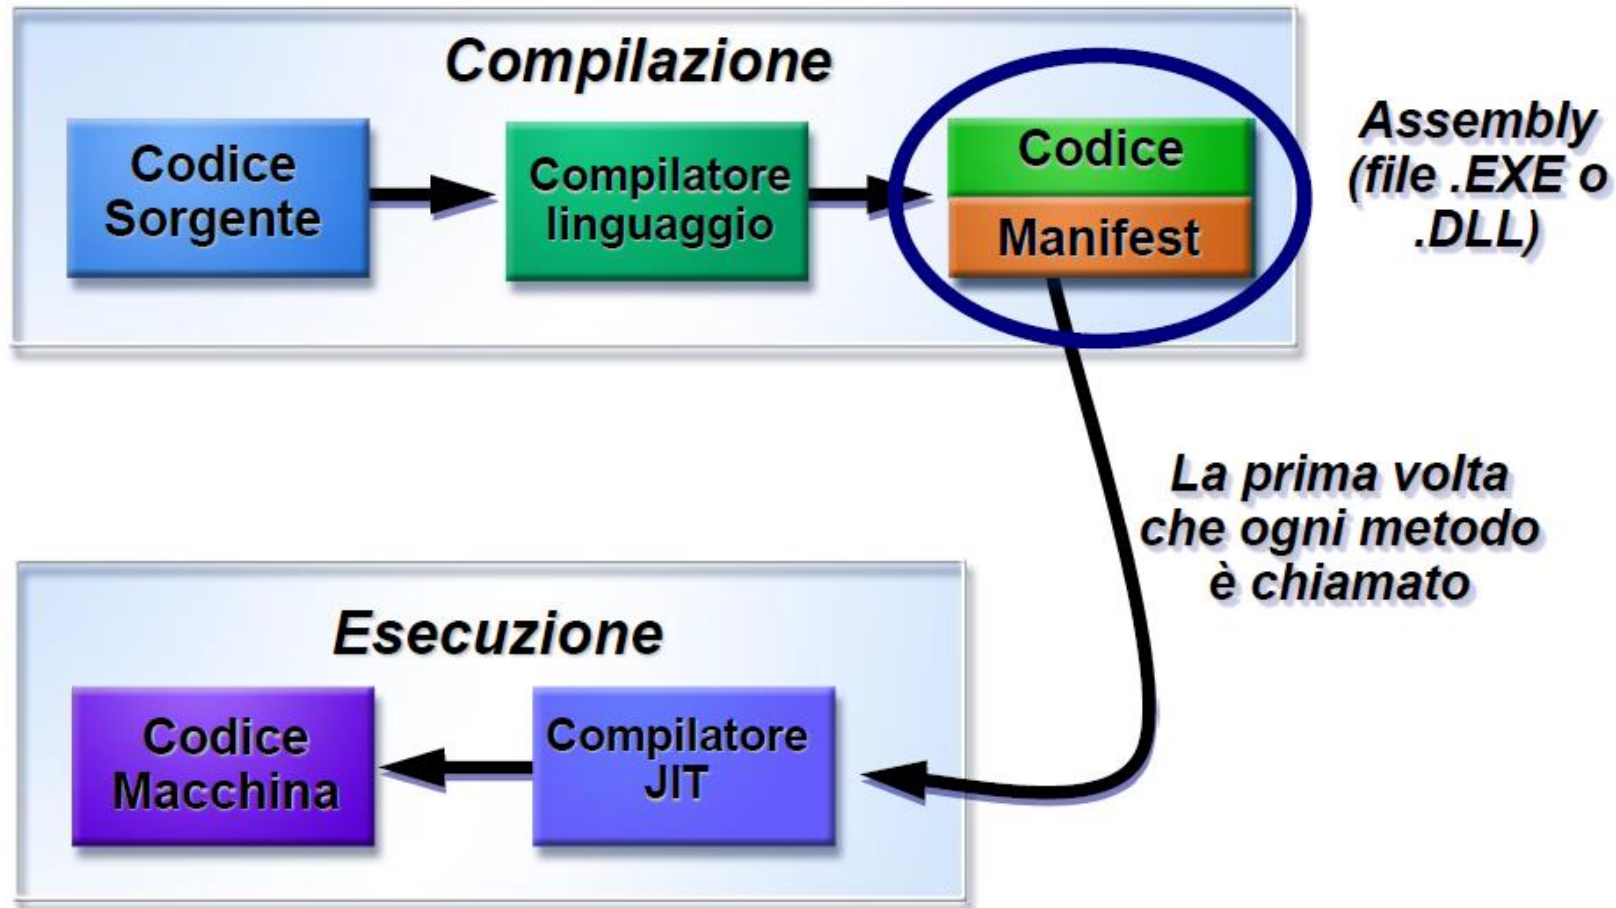 Compilazione
Codice
Sorgente
Compilatore
linguaggio
Codice
Manifest
Assembly
(file .EXE o
.DLL)
La prima volta
che ogni metodo
è chiamato
Esecuzione
Codice
Macchina
Compilatore
JIT